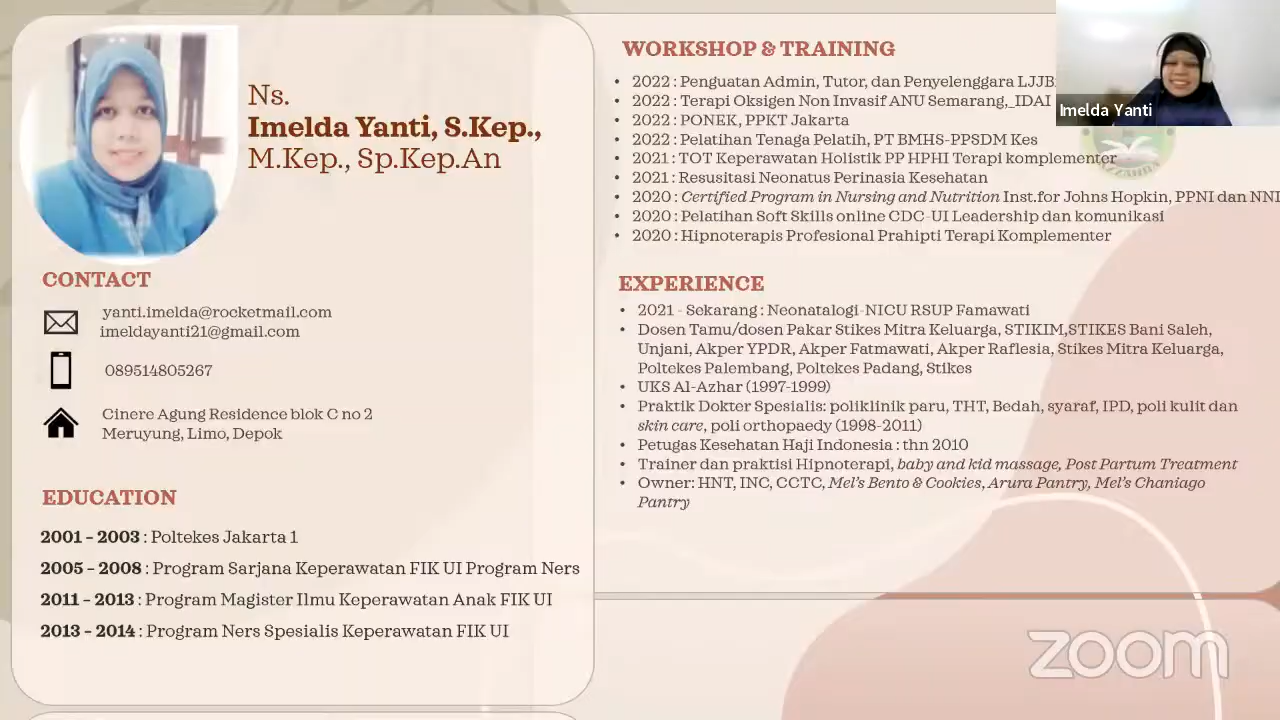 Ns.
Imelda Yanti, S.Kep.,
M.Kep., Sp.Kep.An
CONTACT
yanti.imelda@rocketmail.com
imeldayanti21@gmail.com
089514805267
Cinere Agung Residence blok C no 2
Meruyung, Limo, Depok
EDUCATION
2001 – 2003 : Poltekes Jakarta 1
2005 – 2008 : Program Sarjana Keperawatan FIK UI Program Ners
2011 – 2013 : Program Magister Ilmu Keperawatan Anak FIK UI
2013 – 2014 : Program Ners Spesialis Keperawatan FIK UI
WORKSHOP & TRAINING
• 2022 : Penguatan Admin, Tutor, dan Penyelenggara LJJB
• 2022 : Terapi Oksigen Non Invasif ANU Semarang,_IDAI
• 2022 : PONEK, PPKT Jakarta
• 2022 : Pelatihan Tenaga Pelatih, PT BMHS-PPSDM Kes
• 2021 : TOT Keperawatan Holistik PP HPHI Terapi komplementer
• 2021 : Resusitasi Neonatus Perinasia Kesehatan
• 2020 : Certified Program in Nursing and Nutrition Inst.for Johns Hopkin, PPNI dan NNI
• 2020 : Pelatihan Soft Skills online CDC-UI Leadership dan komunikasi
• 2020 : Hipnoterapis Profesional Prahipti Terapi Komplementer
EXPERIENCE
• 2021 - Sekarang : Neonatalogi-NICU RSUP Famawati
• Dosen Tamu/dosen Pakar Stikes Mitra Keluarga, STIKIM,STIKES Bani Saleh,
Unjani, Akper YPDR, Akper Fatmawati, Akper Raflesia, Stikes Mitra Keluarga,
Poltekes Palembang, Poltekes Padang, Stikes
• UKS Al-Azhar (1997-1999)
• Praktik Dokter Spesialis: poliklinik paru, THT, Bedah, syaraf, IPD, poli kulit dan
skin care, poli orthopaedy (1998-2011)
• Petugas Kesehatan Haji Indonesia : thn 2010
• Trainer dan praktisi Hipnoterapi, baby and kid massage, Post Partum Treatment
• Owner: HNT, INC, CCTC, Mel's Bento & Cookies, Arura Pantry, Mel's Chaniago
Pantry
Imelda Yanti
zoom